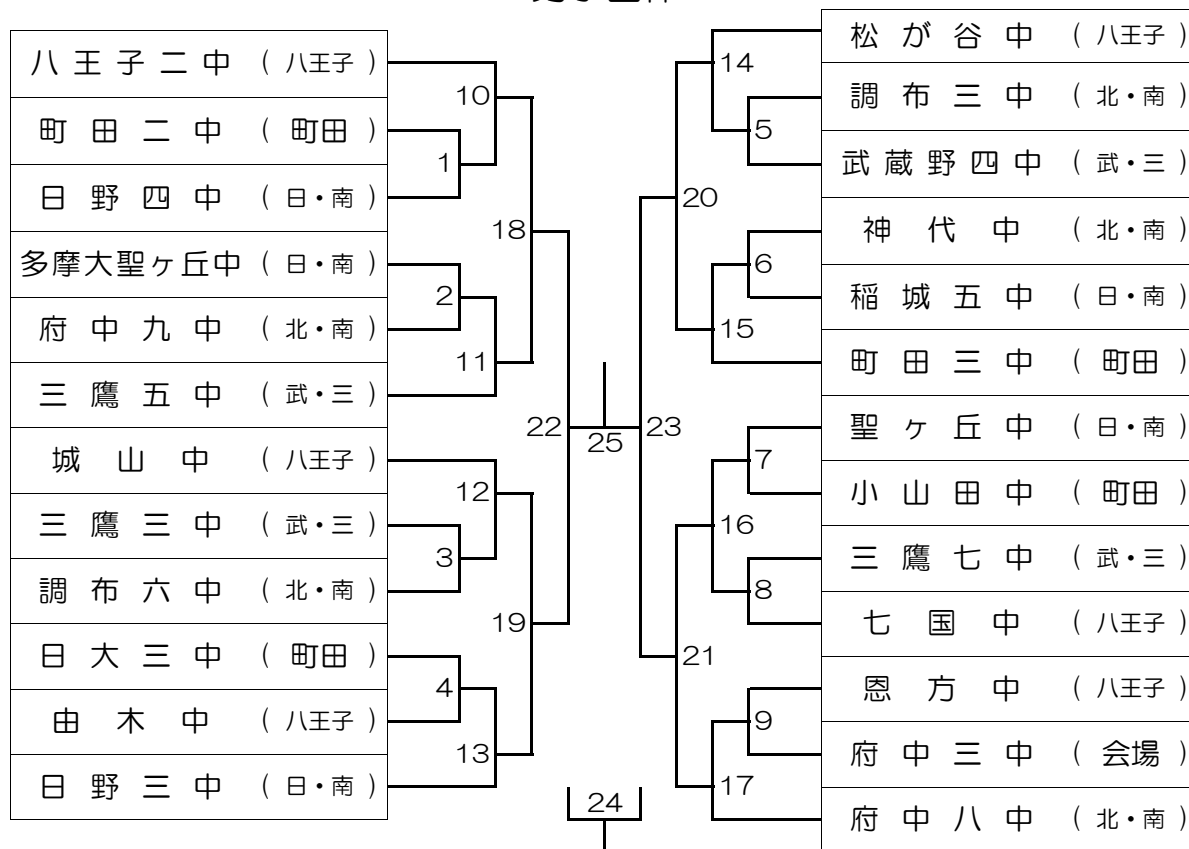 八王子二中 ( 八王子 )
町田二中 ( 町田 )
日野四中 ( 日・南 )
多摩大聖ヶ丘中 ( 日・南 )
府中九中 ( 北・南 )
三鷹五中 ( 武・三 )
城山中 ( 八王子 )
三鷹三中 ( 武・三 )
調布六中 ( 北・南 )
日大三中 ( 町田 )
由木中 ( 八王子 )
日野三中 ( 日・南 )
10
1
18
2
11
22
12
3
19
4
13
25
24
14
5
20
6
15
23
7
16
8
21
9
17
松が谷中 ( 八王子 )
調布三中 ( 北・南 )
武蔵野四中 ( 武・三 )
神代中 ( 北・南 )
稲城五中 ( 日・南 )
町田三中 ( 町田 )
聖ヶ丘中 ( 日・南 )
小山田中 ( 町田 )
三鷹七中 ( 武・三 )
七国中 ( 八王子 )
恩方中 ( 八王子 )
府中三中 ( 会場 )
府中八中 ( 北・南 )